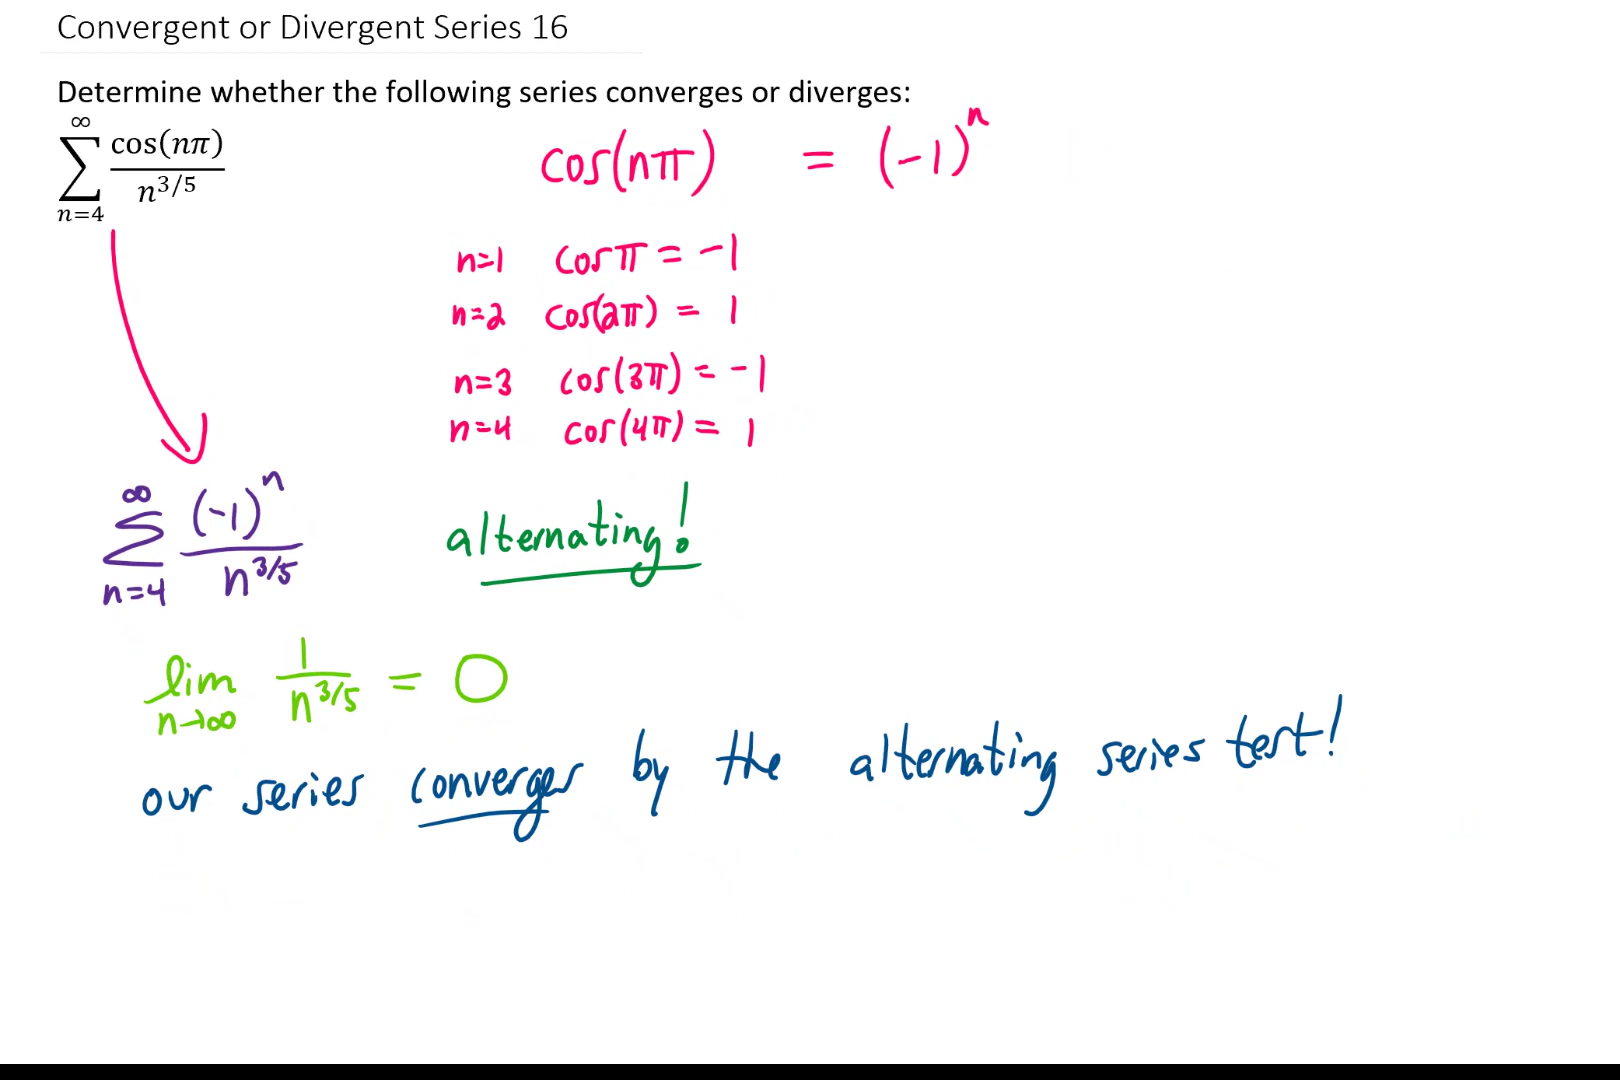 Convergent or Divergent Series 16
Determine whether the following series converges or diverges:
∞
∑ cos(nπ) / n^{3/5}
n=4
cos(nπ) = (-1)^n
n=1 cosπ = -1
n=2 cos(2π) = 1
n=3 cos(3π) = -1
n=4 cos(4π) = 1
∞
∑ (-1)^n / n^{3/5}
n=4
alternating!
lim n→∞ 1 / n^{3/5} = 0
our series converges by the alternating series test!